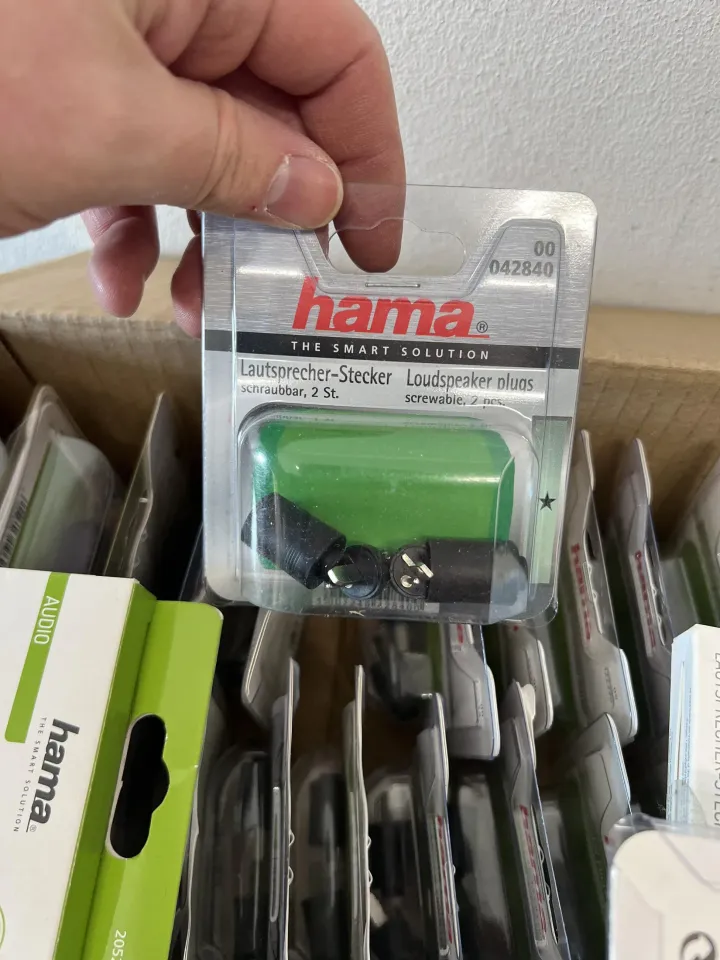 00
042840
hama®
THE SMART SOLUTION
Lautsprecher-Stecker
schraubbar, 2 St.
Loudspeaker plugs
screwable, 2 pcs.
AUDIO
hama®
THE SMART SOLUTION
hama